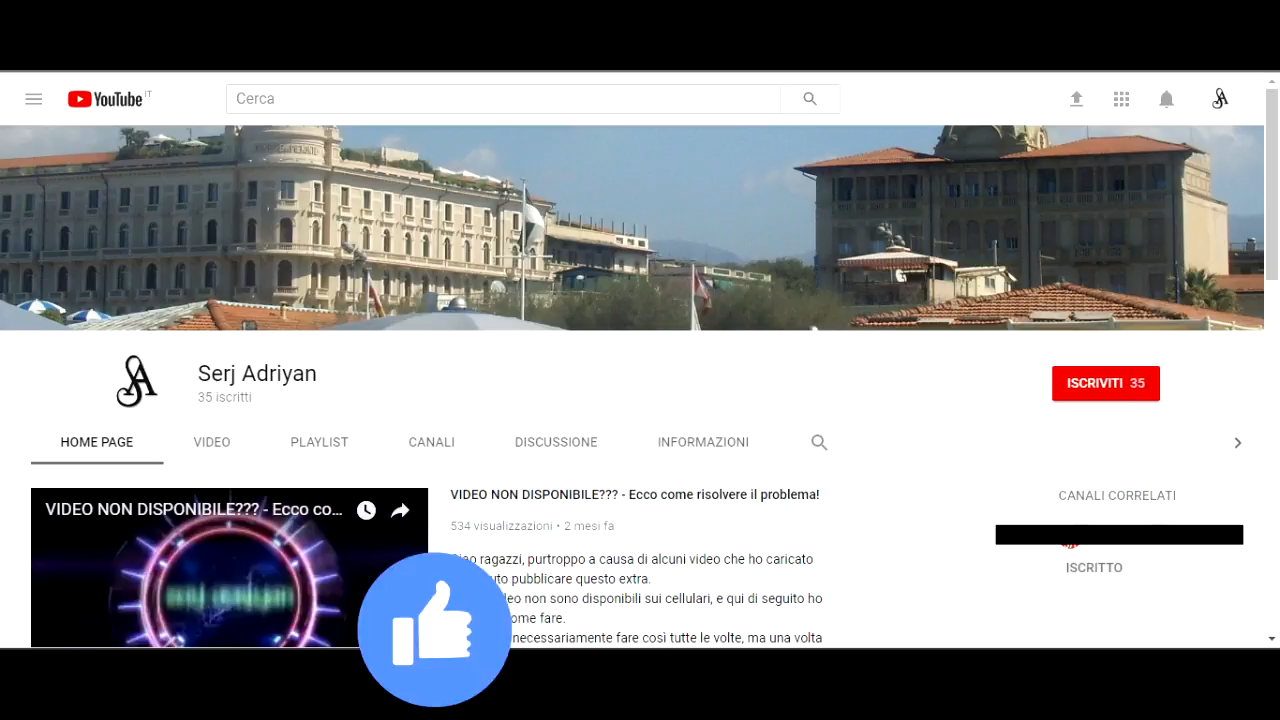 YouTube IT
Cerca
Serj Adriyan
35 iscritti
ISCRIVITI 35
HOME PAGE VIDEO PLAYLIST CANALI DISCUSSIONE INFORMAZIONI
VIDEO NON DISPONIBILE??? - Ecco co...
VIDEO NON DISPONIBILE??? - Ecco come risolvere il problema!
534 visualizzazioni • 2 mesi fa
ragazzi, purtroppo a causa di alcuni video che ho caricato
pubblicare questo extra.
non sono disponibili sui cellulari, e qui di seguito ho
fare.
necessariamente fare così tutte le volte, ma una volta
CANALI CORRELATI
ISCRITTO